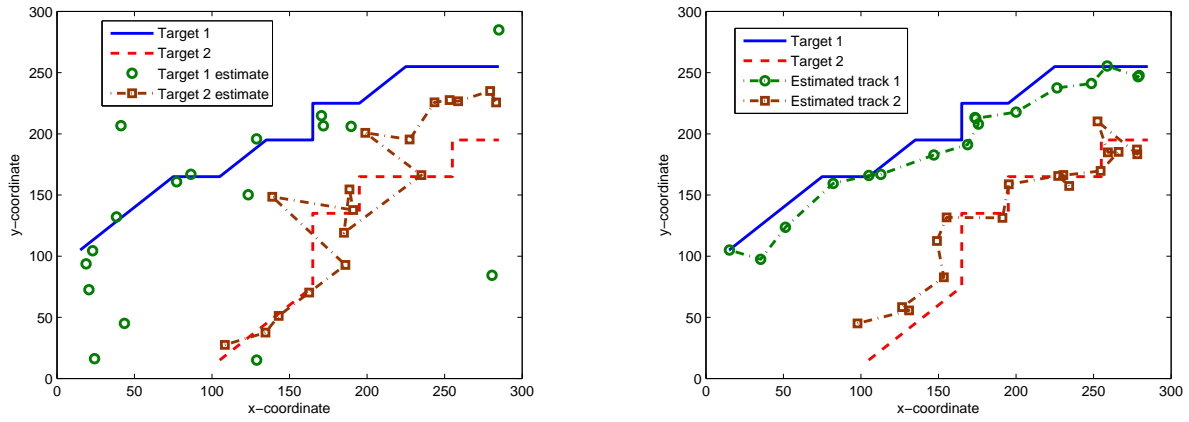 300
250
200
150
100
50
0
y−coordinate
Target 1
Target 2
Target 1 estimate
Target 2 estimate
0 50 100 150 200 250 300
x−coordinate
300
250
200
150
100
50
0
y−coordinate
Target 1
Target 2
Estimated track 1
Estimated track 2
0 50 100 150 200 250 300
x−coordinate